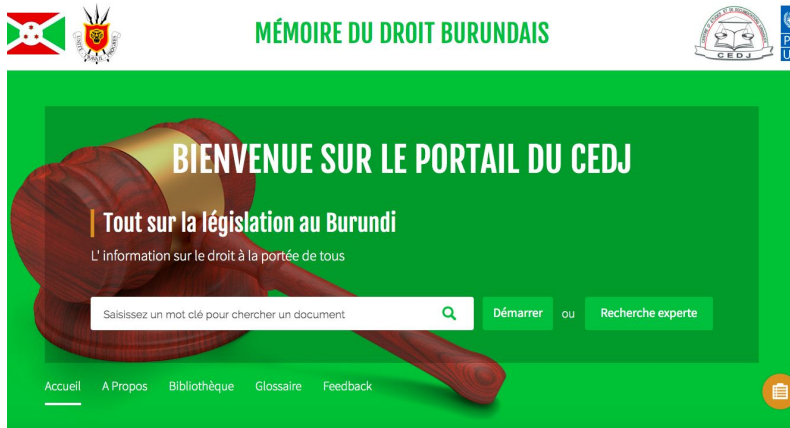 MÉMOIRE DU DROIT BURUNDAIS
CEDJ
BIENVENUE SUR LE PORTAIL DU CEDJ
Tout sur la législation au Burundi
L' information sur le droit à la portée de tous
Saisissez un mot clé pour chercher un document
Démarrer ou Recherche experte
Accueil A Propos Bibliothèque Glossaire Feedback